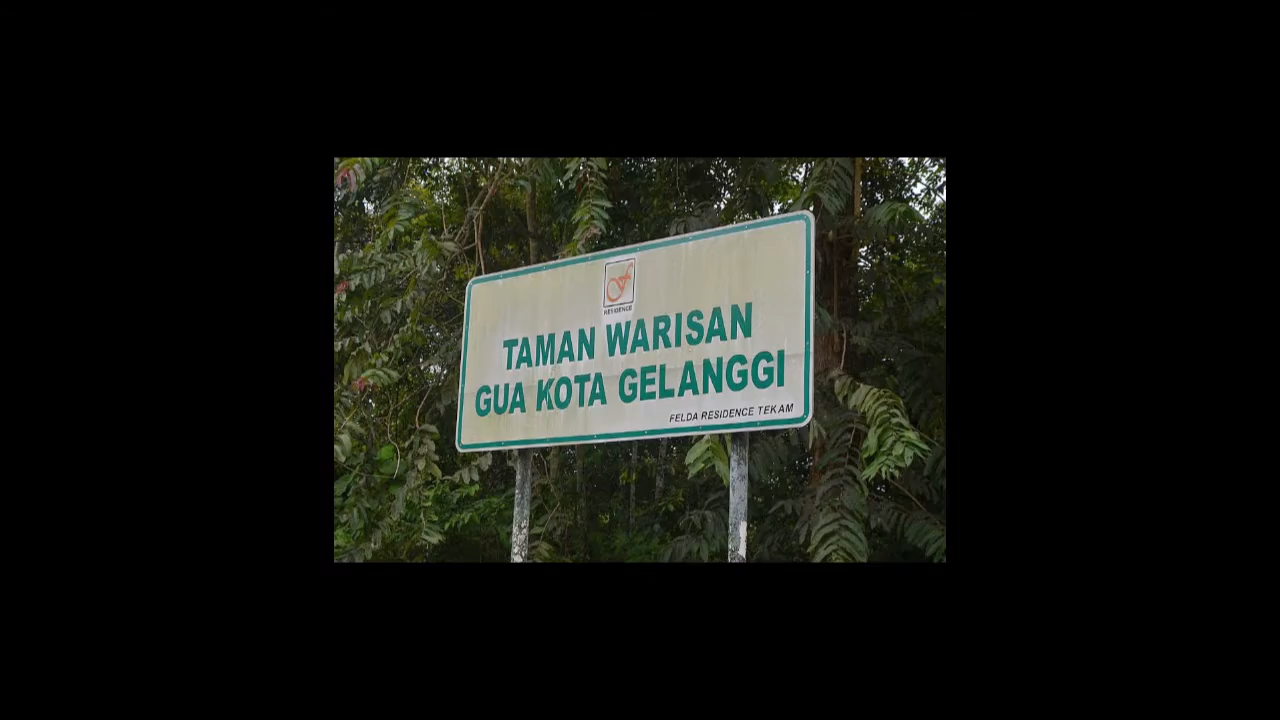 RESIDENCE
TAMAN WARISAN
GUA KOTA GELANGGI
FELDA RESIDENCE TEKAM